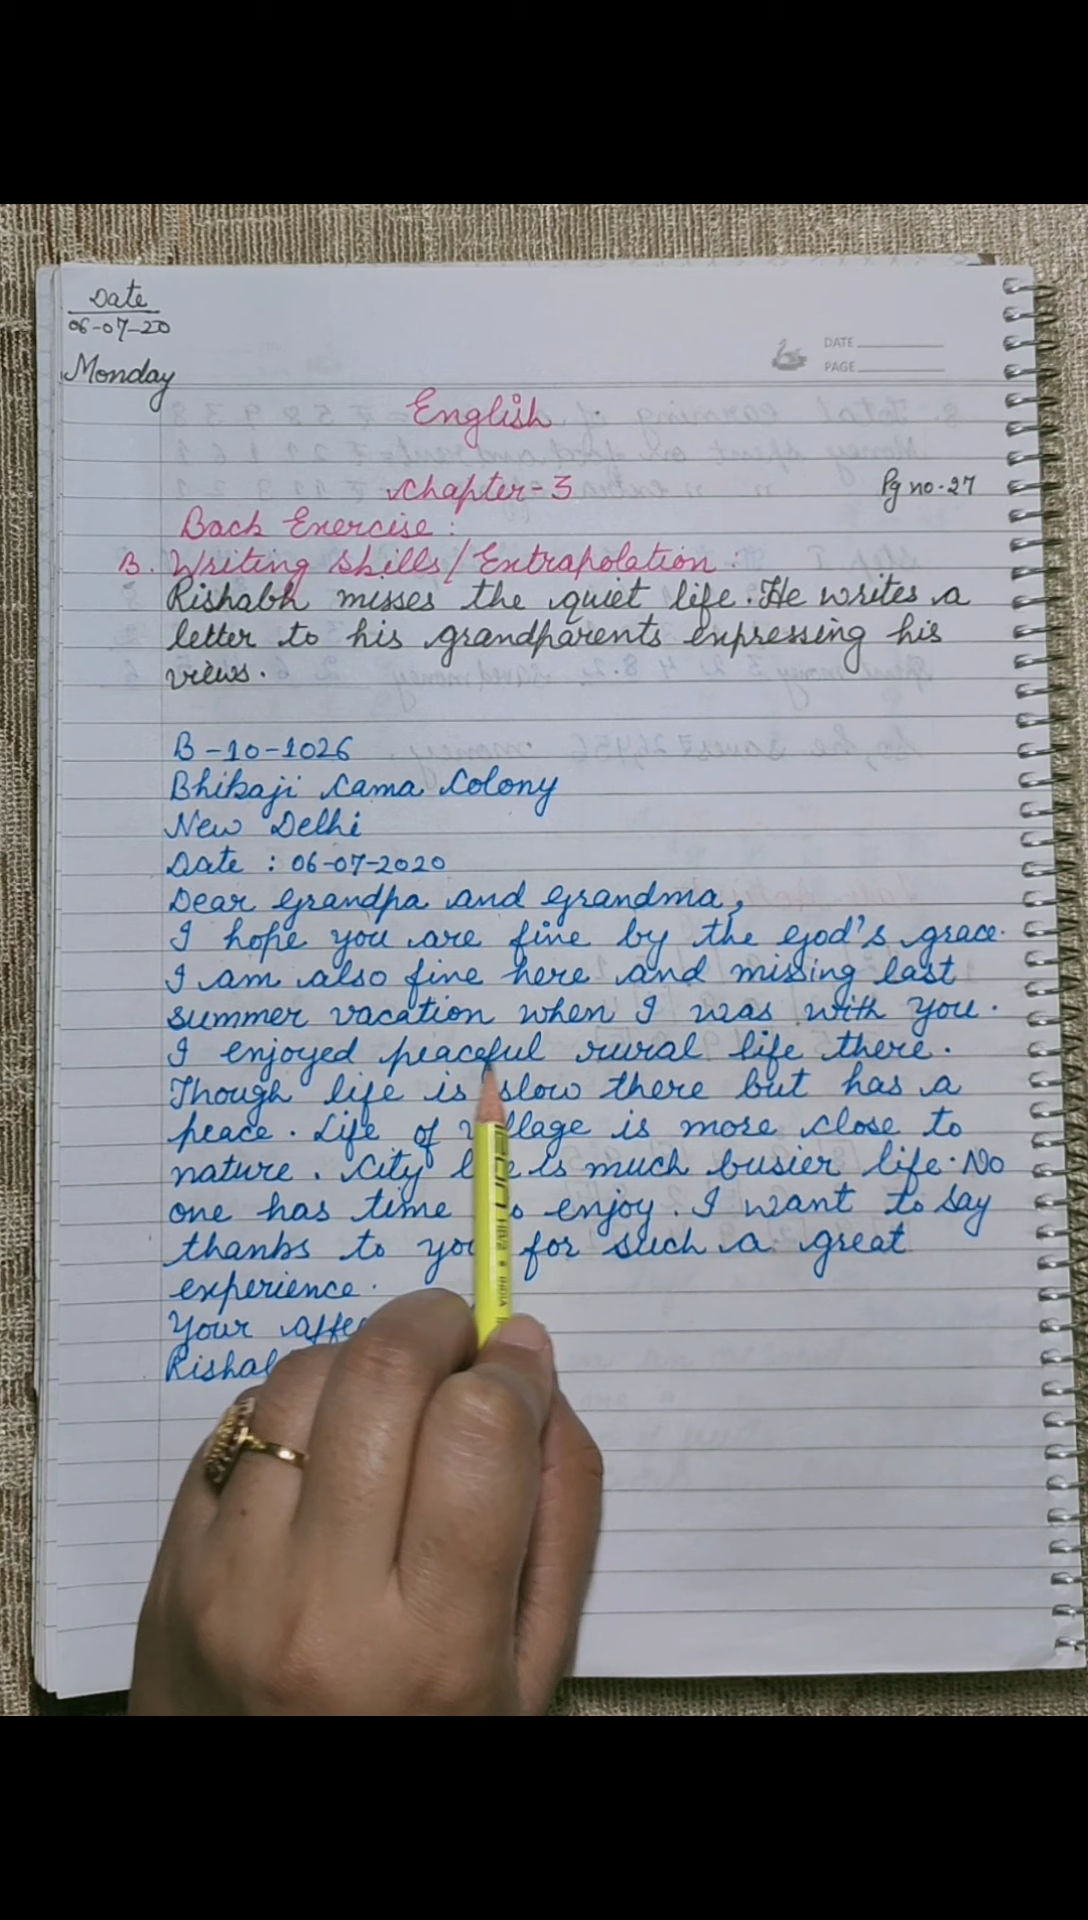 Date
06-07-20
Monday
DATE
PAGE
English
Chapter-3
Pg no-27
Back Exercise :
B. Writing Skills/Extrapolation :
Rishabh misses the quiet life. He writes a
letter to his grandparents expressing his
views.
B-10-1026
Bhikaji Cama Colony
New Delhi
Date : 06-07-2020
Dear Grandpa and Grandma,
I hope you are fine by the God's grace.
I am also fine here and missing last
summer vacation when I was with you.
I enjoyed peaceful rural life there.
Though life is slow there but has a
peace. Life of village is more close to
nature. City is much busier life. No
one has time enjoy. I want to say
thanks to you for such a great
experience.
Your